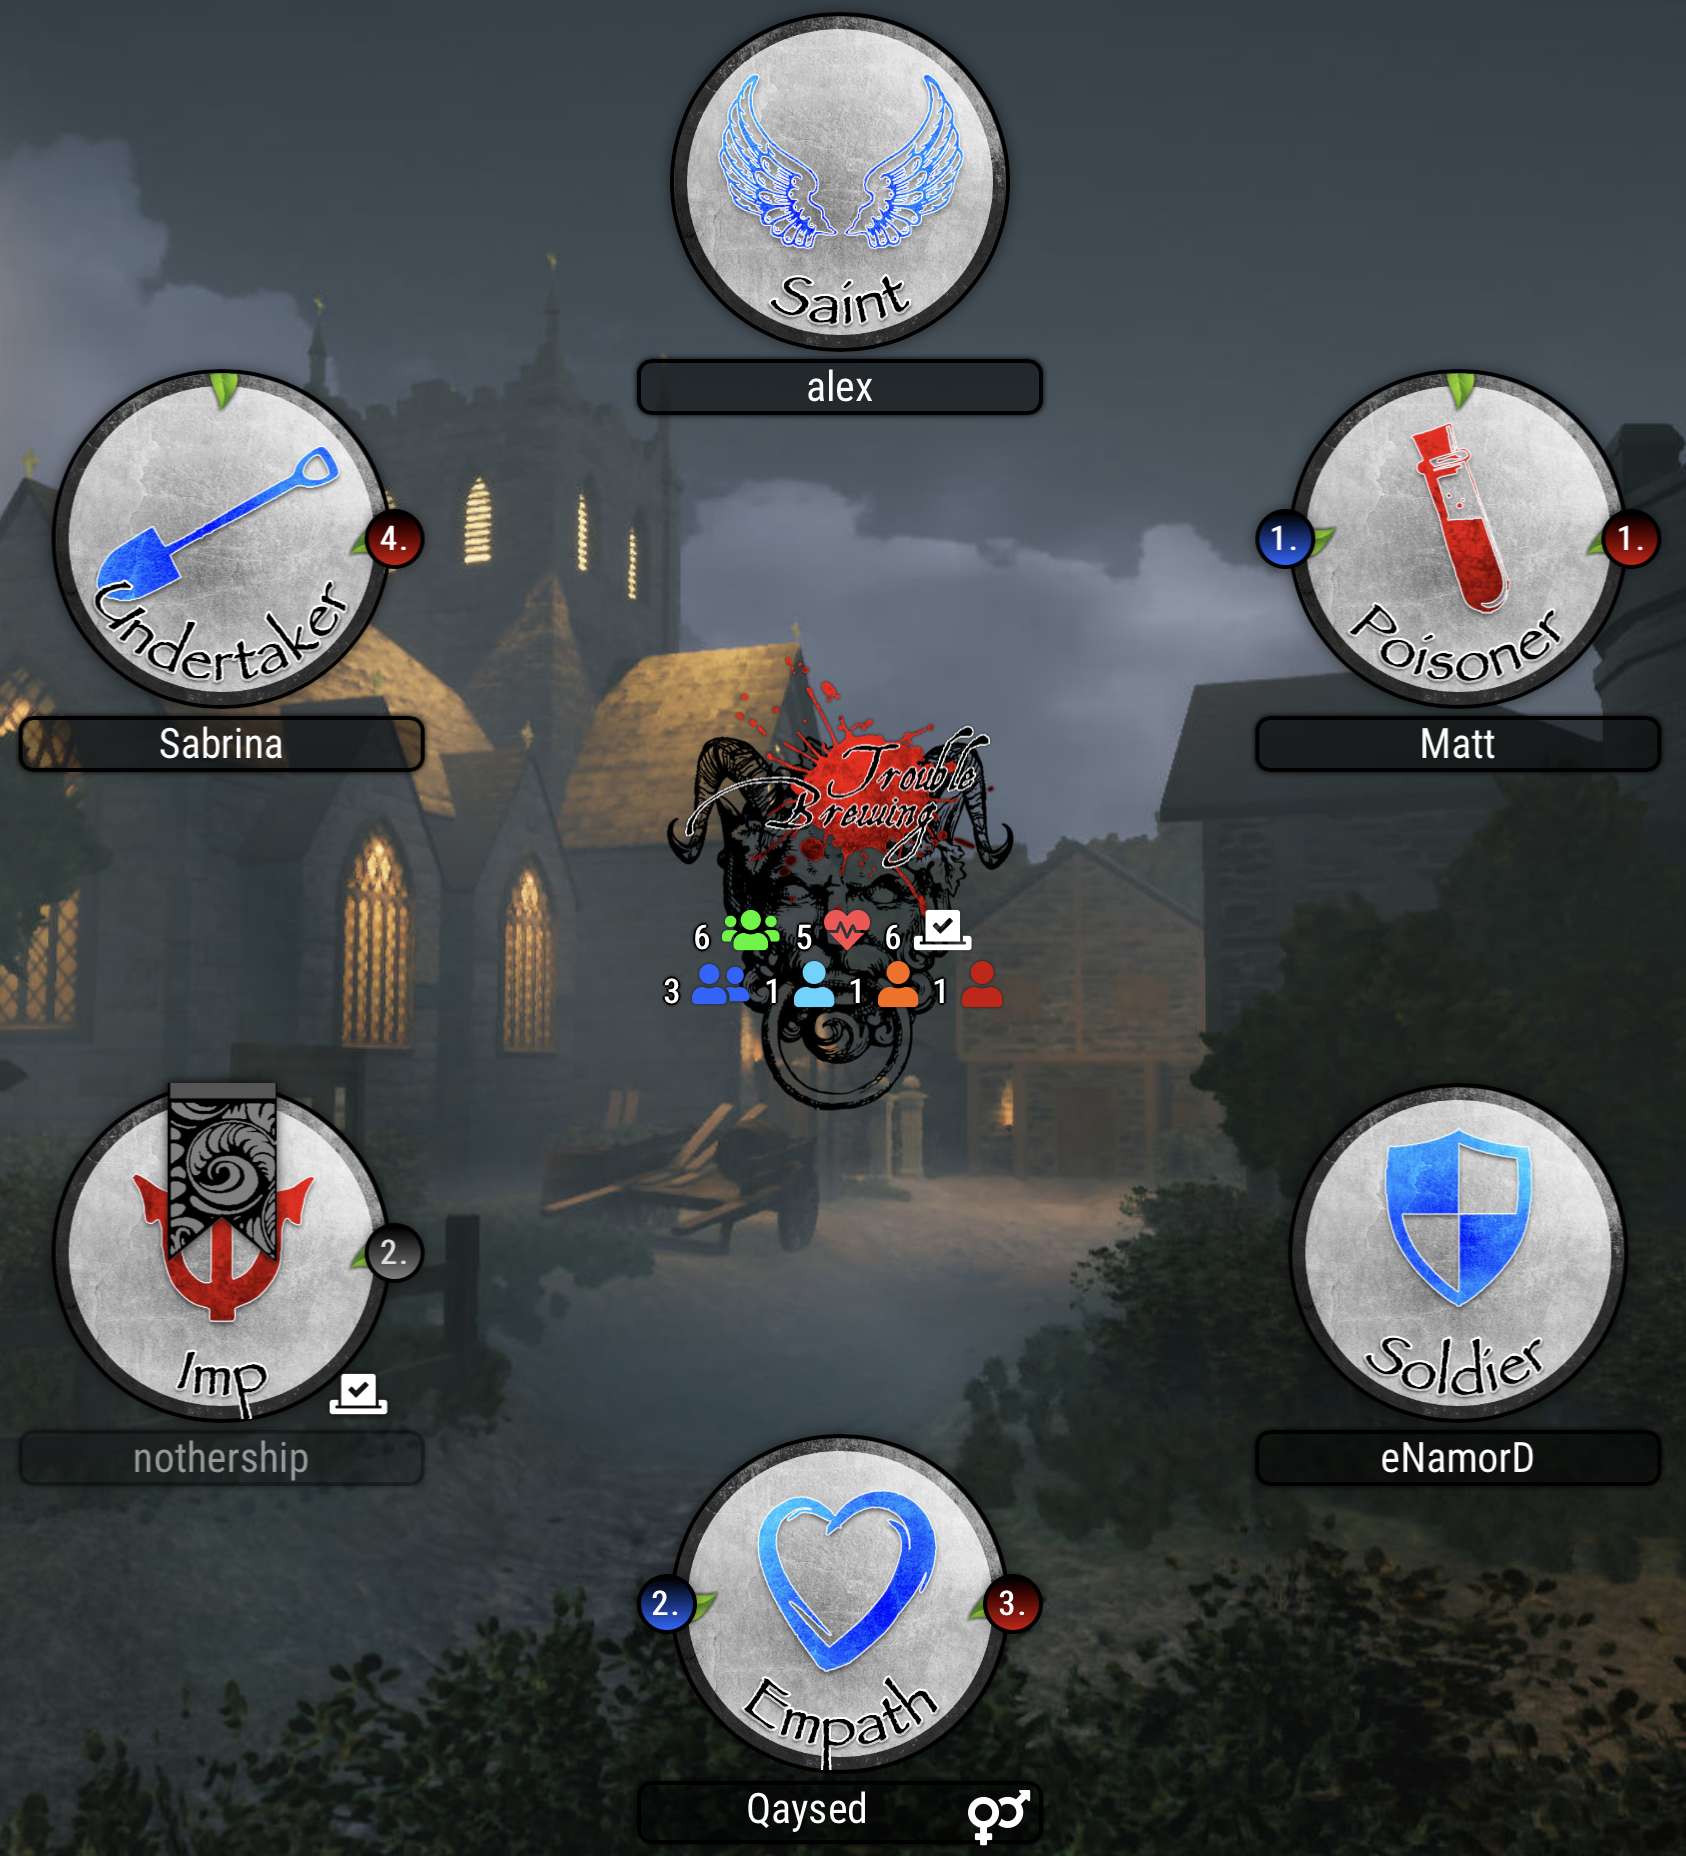 Saint
alex
Undertaker
4.
Sabrina
1.
Poisoner
1.
Matt
Trouble
Brewing
6 5 6
3 1 1 1
Imp
2.
nothership
Soldier
eNamorD
2.
Empath
3.
Qaysed